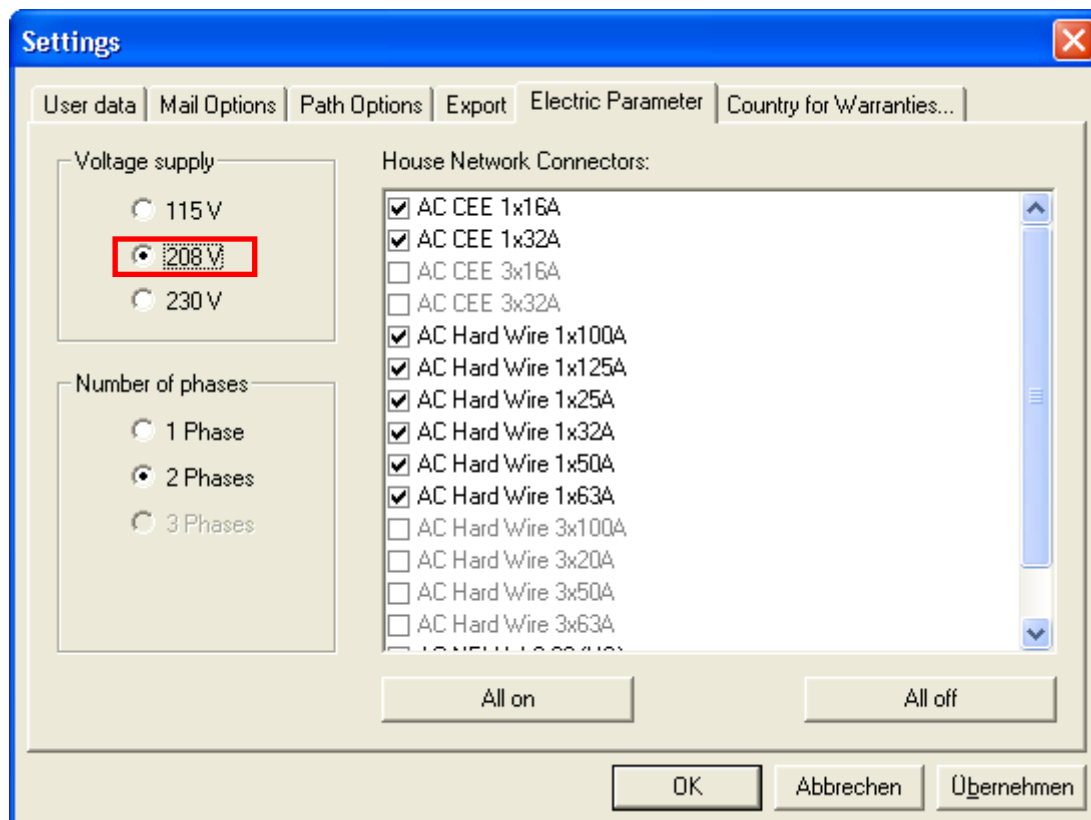 Settings
User data
Mail Options
Path Options
Export
Electric Parameter
Country for Warranties...
Voltage supply
115 V
208 V
230 V
Number of phases
1 Phase
2 Phases
3 Phases
House Network Connectors:
AC CEE 1x16A
AC CEE 1x32A
AC CEE 3x16A
AC CEE 3x32A
AC Hard Wire 1x100A
AC Hard Wire 1x125A
AC Hard Wire 1x25A
AC Hard Wire 1x32A
AC Hard Wire 1x50A
AC Hard Wire 1x63A
AC Hard Wire 3x100A
AC Hard Wire 3x20A
AC Hard Wire 3x50A
AC Hard Wire 3x63A
All on
All off
OK
Abbrechen
Übernehmen